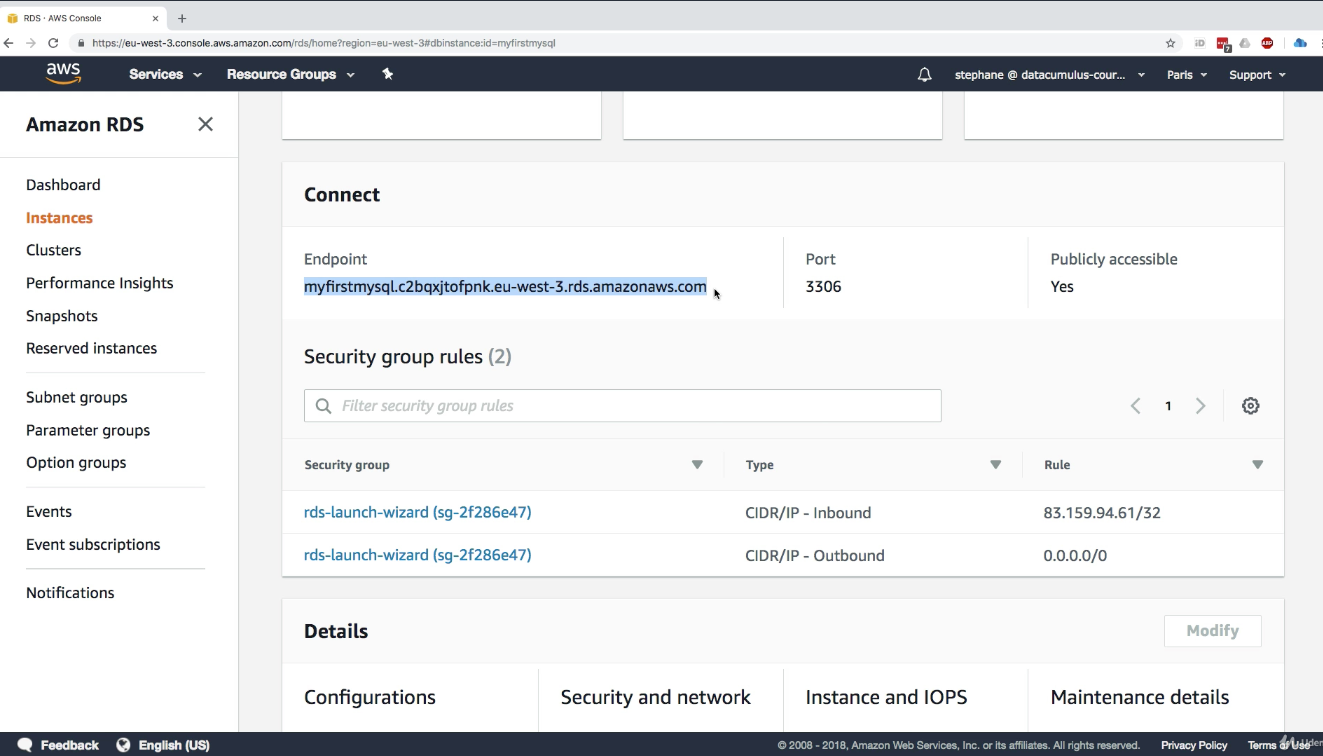 RDS · AWS Console
https://eu-west-3.console.aws.amazon.com/rds/home?region=eu-west-3#dbinstance:id=myfirstmysql
iD
7
ABP
aws
Services
Resource Groups
stephane @ datacumulus-cour...
Paris
Support
Amazon RDS
Dashboard
Instances
Clusters
Performance Insights
Snapshots
Reserved instances
Subnet groups
Parameter groups
Option groups
Events
Event subscriptions
Notifications
Connect
Endpoint
myfirstmysql.c2bqxjtofpnk.eu-west-3.rds.amazonaws.com
Port
3306
Publicly accessible
Yes
Security group rules (2)
Filter security group rules
1
Security group Type Rule
rds-launch-wizard (sg-2f286e47) CIDR/IP - Inbound 83.159.94.61/32
rds-launch-wizard (sg-2f286e47) CIDR/IP - Outbound 0.0.0.0/0
Details
Modify
Configurations
Security and network
Instance and IOPS
Maintenance details
Feedback
English (US)
© 2008 - 2018, Amazon Web Services, Inc. or its affiliates. All rights reserved.
Privacy Policy
Terms of Use